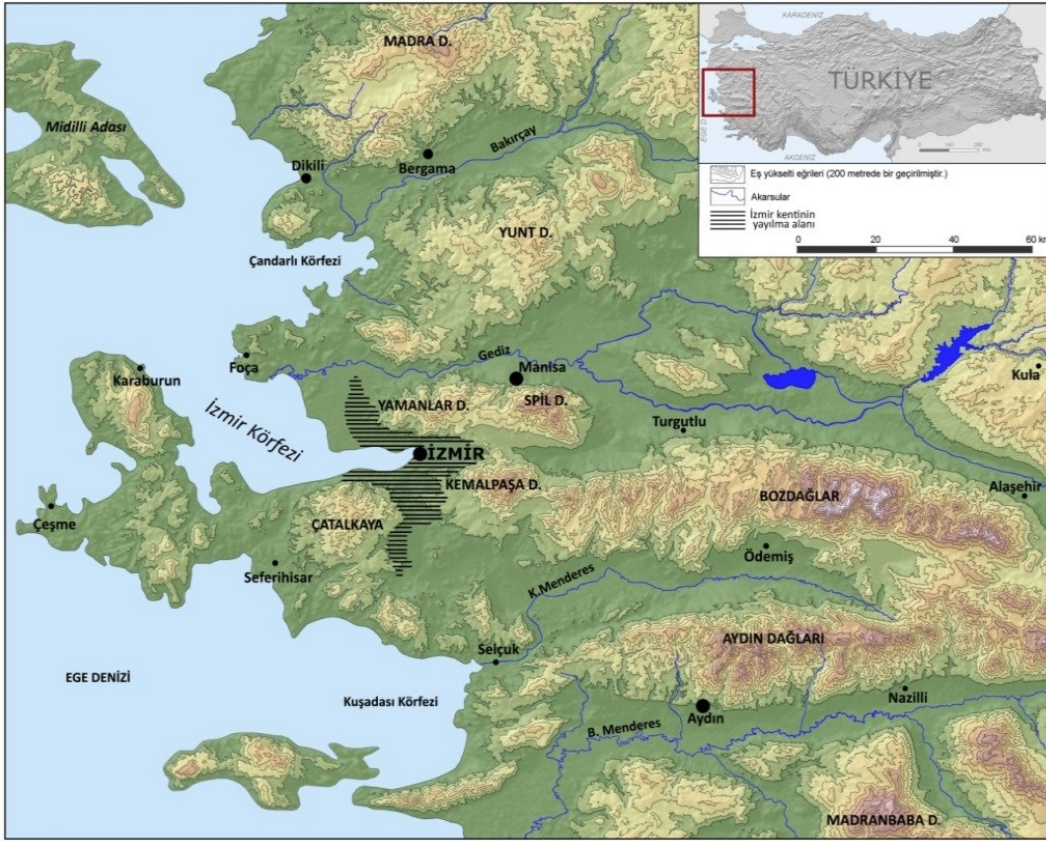 KARADENİZ
TÜRKİYE
EGE D.
AKDENİZ
Eş yükselti eğrileri (200 metrede bir geçirilmiştir.)
Akarsular
İzmir kentinin
yayılma alanı
0 20 40 60 km
MADRA D.
Midilli Adası
Bakırçay
Dikili
Bergama
YUNT D.
Çandarlı Körfezi
Gediz
Foça
Manisa
Karaburun
Kula
YAMANLAR D.
SPİL D.
İzmir Körfezi
Turgutlu
İZMİR
KEMALPAŞA D.
Alaşehir
BOZDAĞLAR
Çeşme
ÇATALKAYA
Ödemiş
Seferihisar
K.Menderes
AYDIN DAĞLARI
Selçuk
EGE DENİZİ
Kuşadası Körfezi
Nazilli
Aydın
B. Menderes
MADRANBABA D.